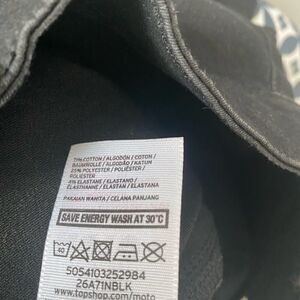 71% COTTON / ALGODÓN / COTON /
BAUMWOLLE / ALGODÃO / KATUN
25% POLYESTER / POLIÉSTER /
POLIESTER
4% ELASTANE / ELASTANO /
ÉLASTHANNE / ELASTAN / ELASTANA
PAKAIAN WANITA / CELANA PANJANG
SAVE ENERGY WASH AT 30°C
40
5054103252984
26A71NBLK
www.topshop.com/moto